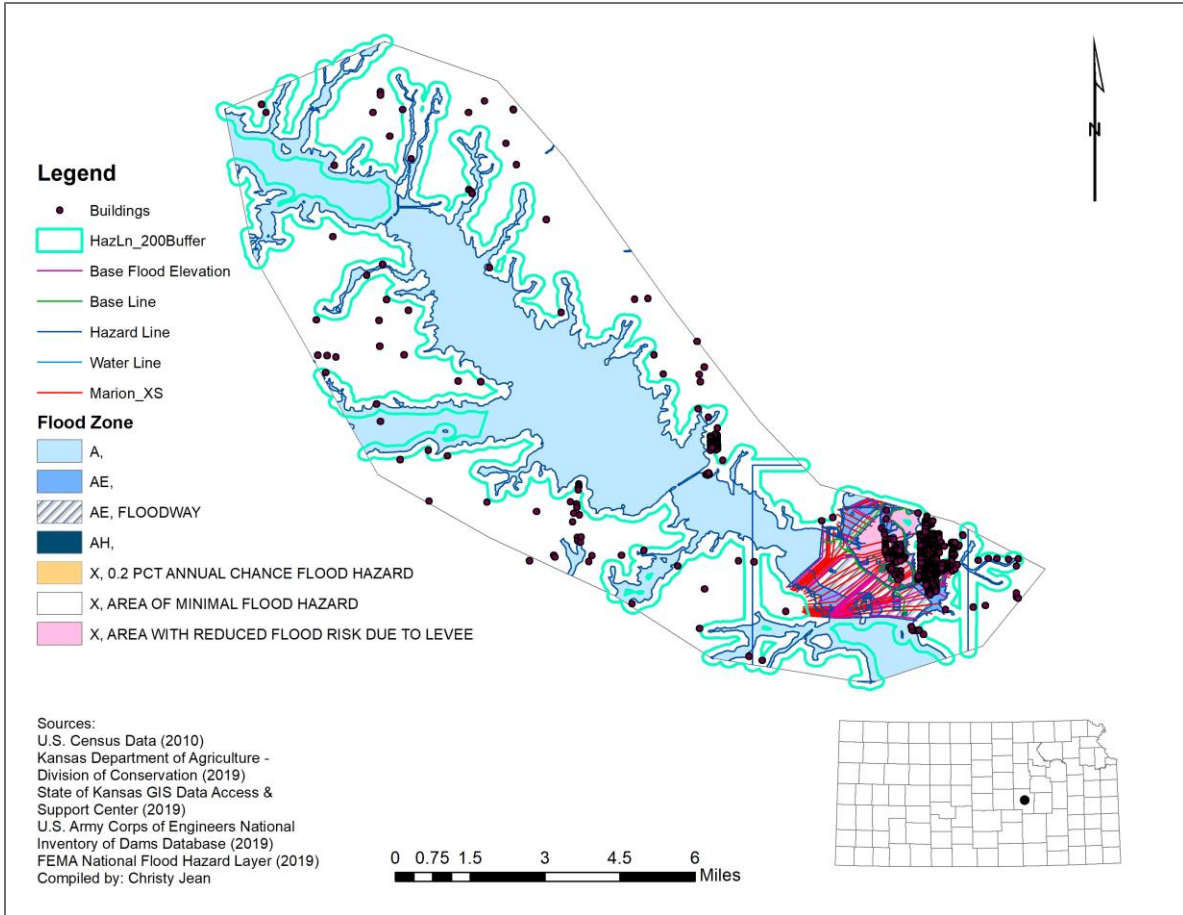 N
Legend
Buildings
HazLn_200Buffer
Base Flood Elevation
Base Line
Hazard Line
Water Line
Marion_XS
Flood Zone
A,
AE,
AE, FLOODWAY
AH,
X, 0.2 PCT ANNUAL CHANCE FLOOD HAZARD
X, AREA OF MINIMAL FLOOD HAZARD
X, AREA WITH REDUCED FLOOD RISK DUE TO LEVEE
Sources:
U.S. Census Data (2010)
Kansas Department of Agriculture -
Division of Conservation (2019)
State of Kansas GIS Data Access &
Support Center (2019)
U.S. Army Corps of Engineers National
Inventory of Dams Database (2019)
FEMA National Flood Hazard Layer (2019)
Compiled by: Christy Jean
0 0.75 1.5 3 4.5 6
Miles